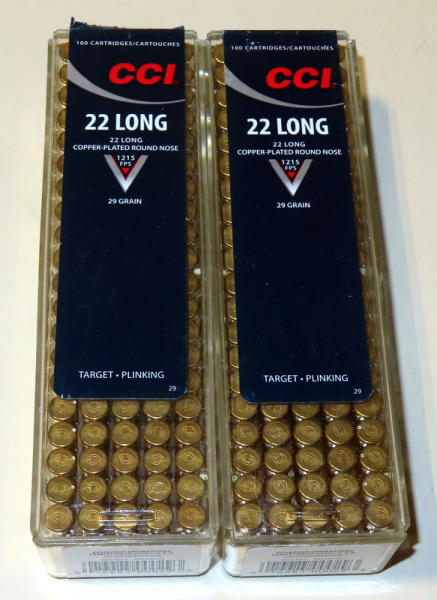 100 CARTRIDGES/CARTOUCHES
CCI
22 LONG
22 LONG
COPPER-PLATED ROUND NOSE
1215
FPS
29 GRAIN
TARGET • PLINKING
29
100 CARTRIDGES/CARTOUCHES
CCI
22 LONG
22 LONG
COPPER-PLATED ROUND NOSE
1215
FPS
29 GRAIN
TARGET • PLINKING
29